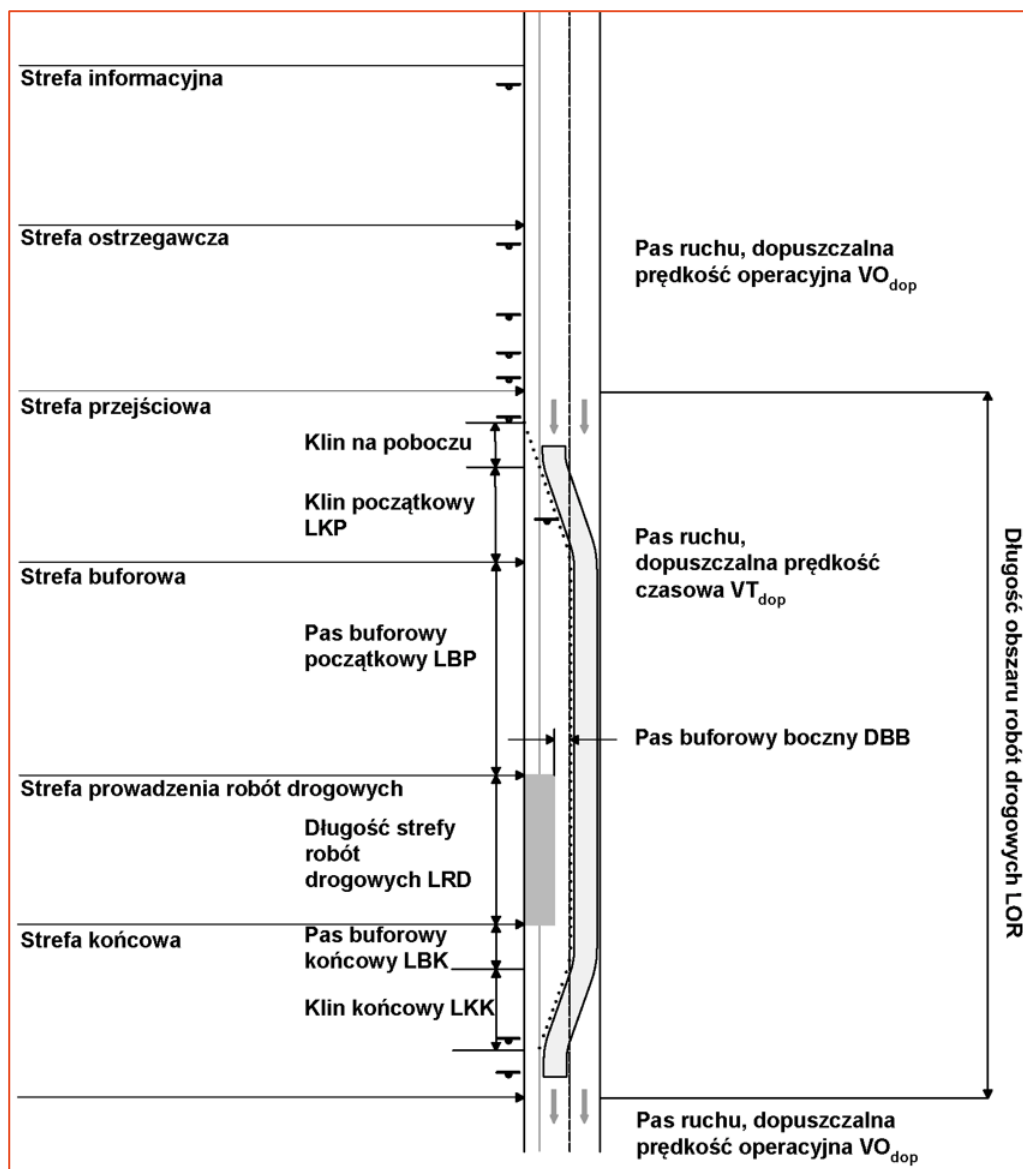 Strefa informacyjna
Strefa ostrzegawcza
Pas ruchu, dopuszczalna
prędkość operacyjna VOdop
Strefa przejściowa
Klin na poboczu
Klin początkowy
LKP
Pas ruchu,
dopuszczalna prędkość
czasowa VTdop
Strefa buforowa
Pas buforowy
początkowy LBP
Pas buforowy boczny DBB
Strefa prowadzenia robót drogowych
Długość strefy
robót
drogowych LRD
Strefa końcowa
Pas buforowy
końcowy LBK
Klin końcowy LKK
Długość obszaru robót drogowych LOR
Pas ruchu, dopuszczalna
prędkość operacyjna VOdop